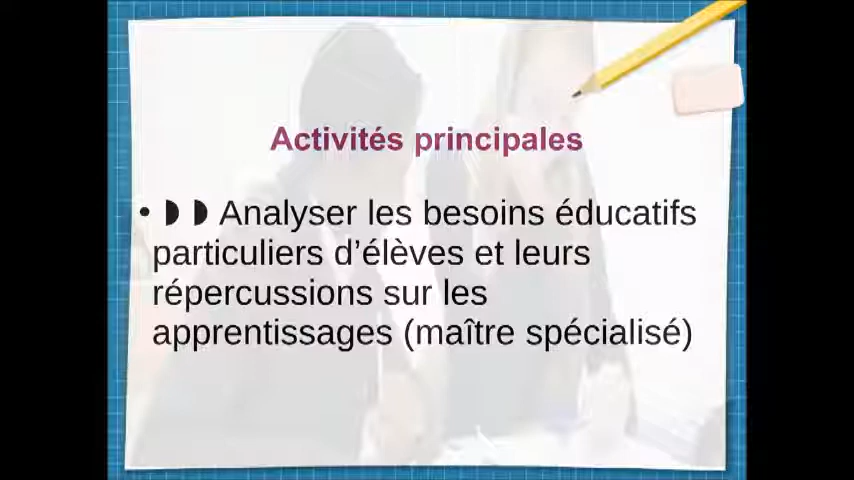 Activités principales
• ◗ ◗ Analyser les besoins éducatifs
particuliers d’élèves et leurs
répercussions sur les
apprentissages (maître spécialisé)